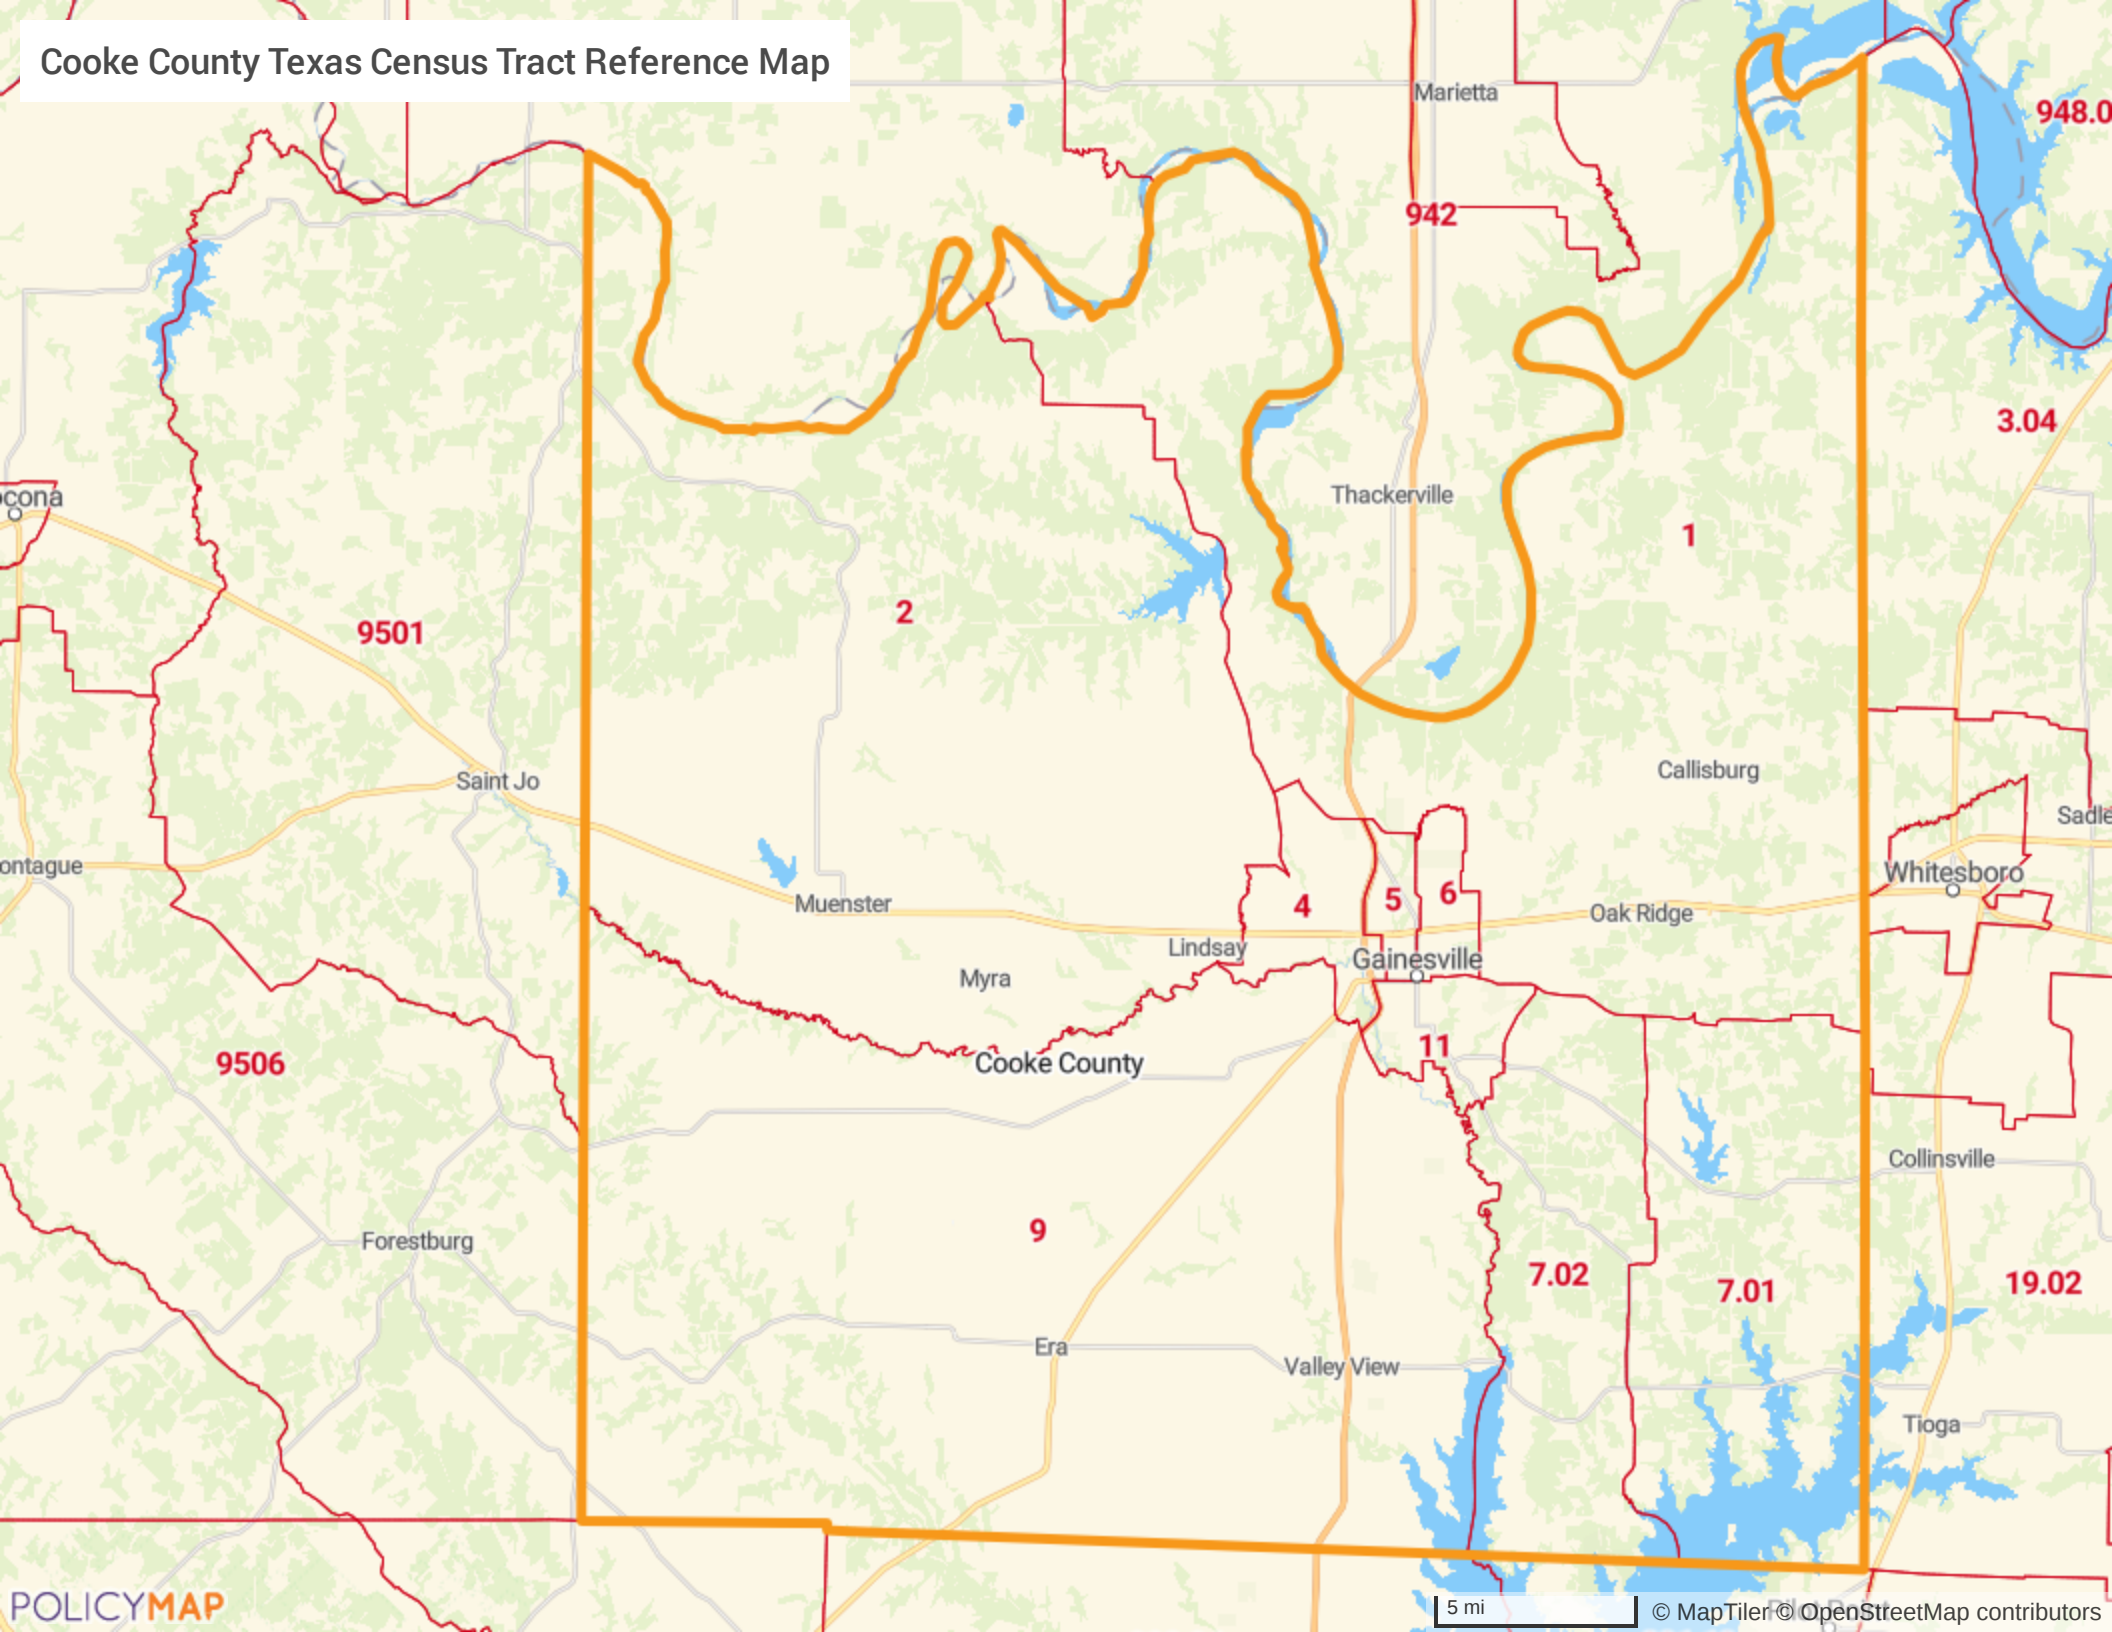 Cooke County Texas Census Tract Reference Map
Marietta
948.0
942
3.04
ocona
Thackerville
1
2
9501
Callisburg
Saint Jo
Sadle
ontague
Whitesboro
Muenster
4
5
6
Oak Ridge
Lindsay
Gainesville
Myra
11
Cooke County
9506
Collinsville
9
Forestburg
7.02
7.01
19.02
Era
Valley View
Tioga
POLICYMAP
5 mi
© MapTiler © OpenStreetMap contributors